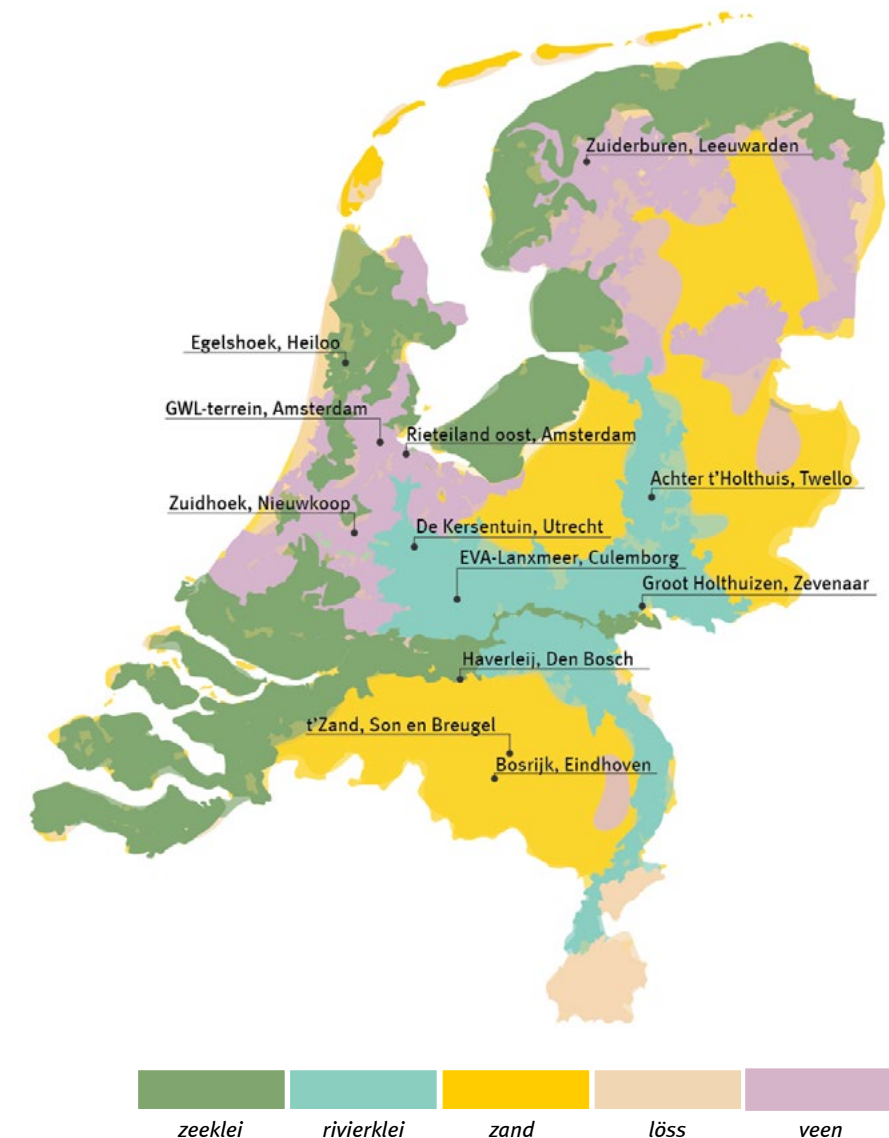 Zuiderburen, Leeuwarden
Egelshoek, Heiloo
GWL-terrein, Amsterdam
Rieteiland oost, Amsterdam
Achter t'Holthuis, Twello
Zuidhoek, Nieuwkoop
De Kersentuin, Utrecht
EVA-Lanxmeer, Culemborg
Groot Holthuizen, Zevenaar
Haverleij, Den Bosch
t'Zand, Son en Breugel
Bosrijk, Eindhoven
zeeklei rivierklei zand löss veen